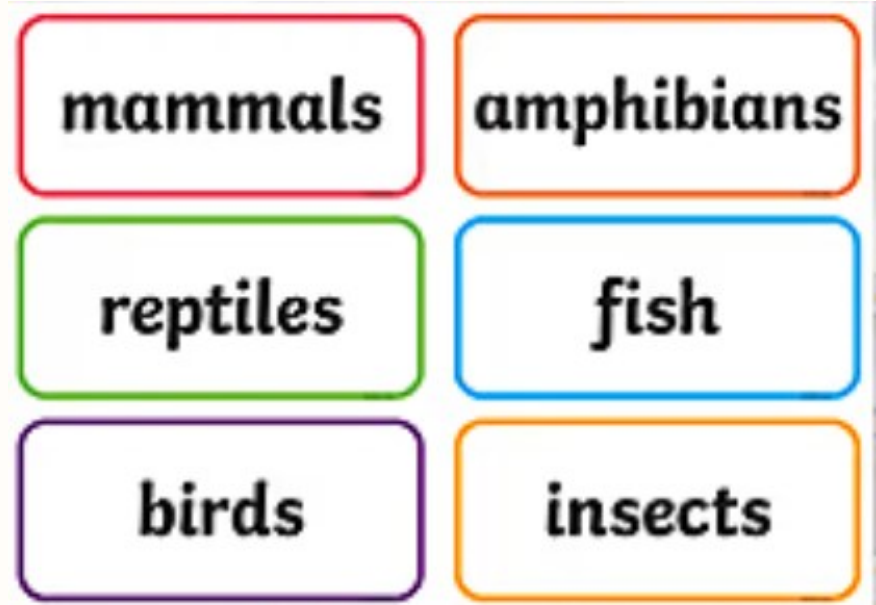 mammals
amphibians
reptiles
fish
birds
insects